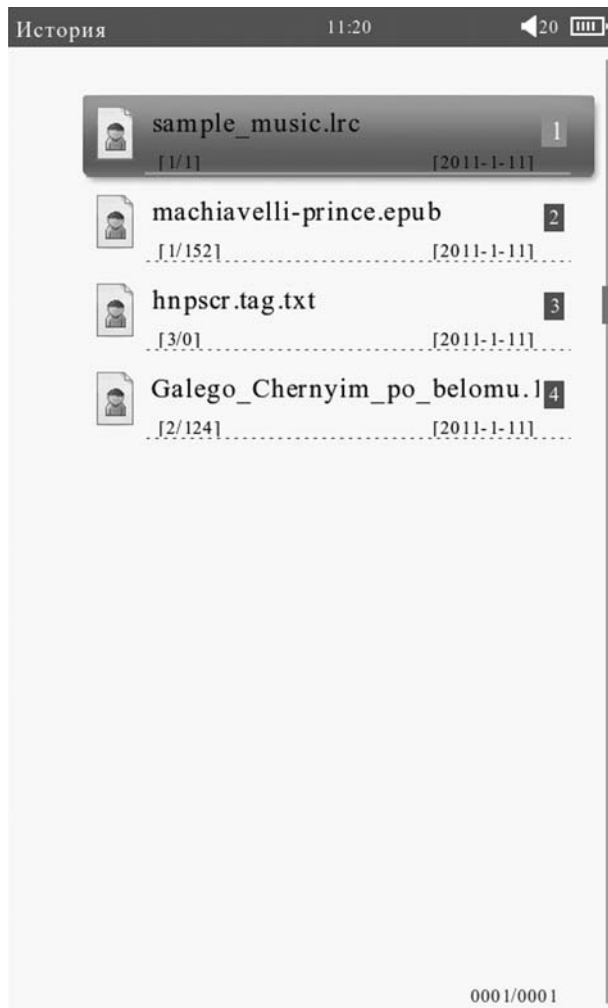 История 11:20 20
sample_music.lrc 1
[1/1] [2011-1-11]
machiavelli-prince.epub 2
[1/152] [2011-1-11]
hnpscr.tag.txt 3
[3/0] [2011-1-11]
Galego_Chernyim_po_belomu. 4
[2/124] [2011-1-11]
0001/0001